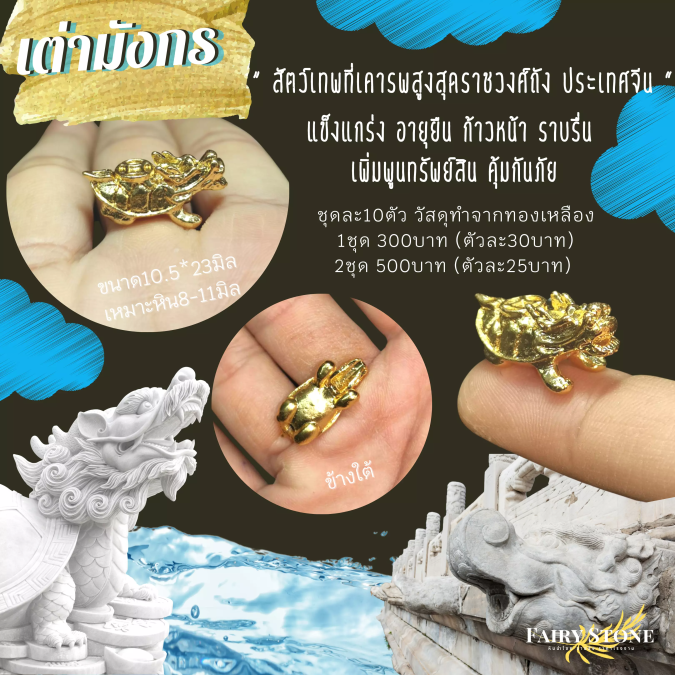 เต่ามังกร
" สัตว์เทพที่เคารพสูงสุดราชวงศ์ถัง ประเทศจีน "
แข็งแกร่ง อายุยืน ก้าวหน้า ราบรื่น
เพิ่มพูนทรัพย์สิน คุ้มกันภัย
ชุดละ10ตัว วัสดุทำจากทองเหลือง
1ชุด 300บาท (ตัวละ30บาท)
2ชุด 500บาท (ตัวละ25บาท)
ขนาด10.5*23มิล
เหมาะหิน8-11มิล
ข้างใต้
FAIRY STONE